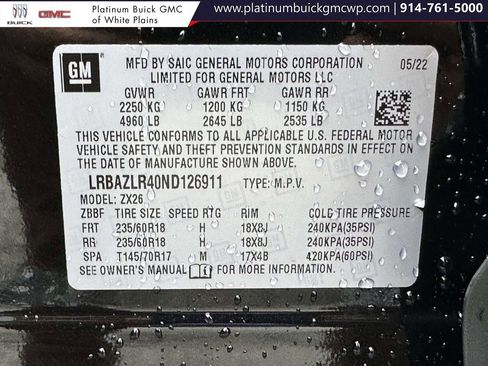 BUICK GMC
Platinum Buick GMC
of White Plains
www.platinumbuickgmcwp.com | 914-761-5000
GM
MFD BY SAIC GENERAL MOTORS CORPORATION 05/22
LIMITED FOR GENERAL MOTORS LLC
GVWR GAWR FRT GAWR RR
2250 KG 1200 KG 1150 KG
4960 LB 2645 LB 2535 LB
THIS VEHICLE CONFORMS TO ALL APPLICABLE U.S. FEDERAL MOTOR
VEHICLE SAFETY, AND THEFT PREVENTION STANDARDS IN EFFECT ON
THE DATE OF MANUFACTURE SHOWN ABOVE.
LRBAZLR40ND126911 TYPE: M.P.V.
MODEL: ZX26
ZBBF TIRE SIZE SPEED RTG RIM COLD TIRE PRESSURE
FRT 235/60R18 H 18X8J 240KPA(35PSI)
RR 235/60R18 H 18X8J 240KPA(35PSI)
SPA T145/70R17 M 17X4B 420KPA(60PSI)
SEE OWNER'S MANUAL FOR MORE INFORMATION.